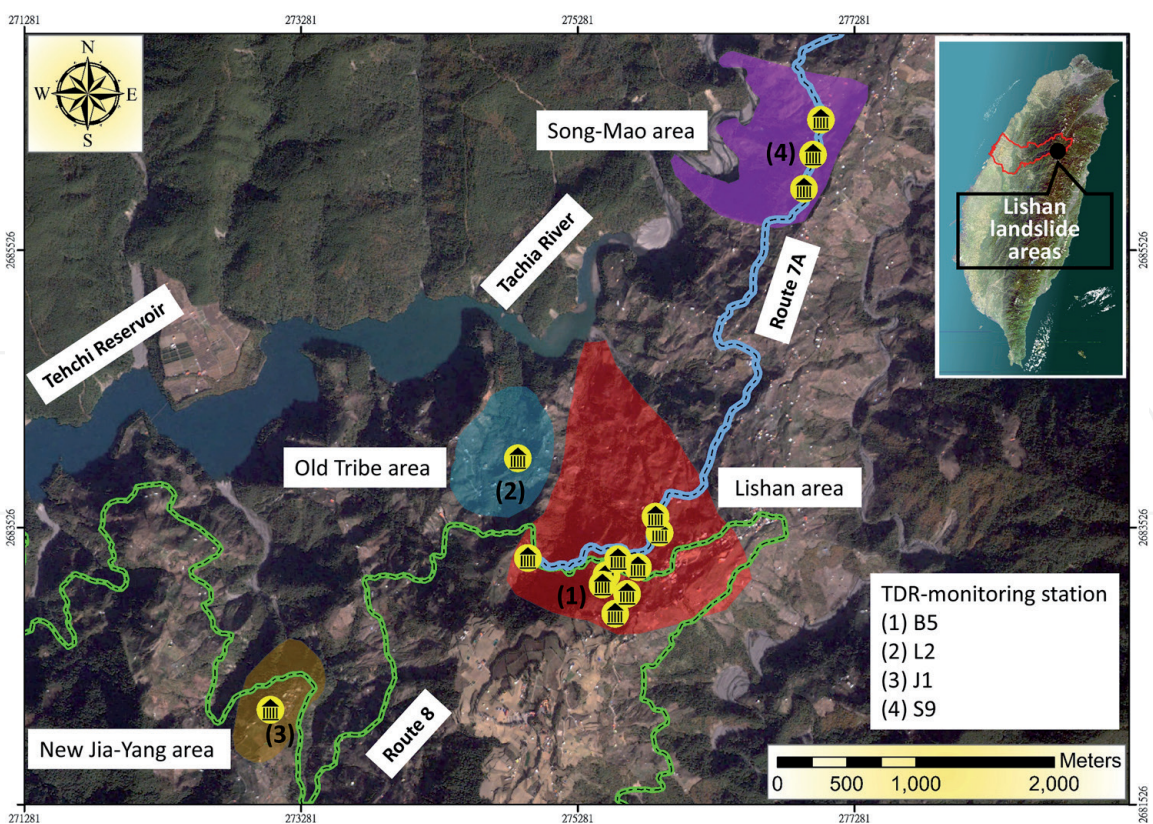 271281
273281
275281
277281
N
W E
S
Song-Mao area
(4)
Lishan
landslide
areas
2685526
2685526
Tachia River
Route 7A
Tehchi Reservoir
Old Tribe area
(2)
Lishan area
2683526
2683526
(1)
TDR-monitoring station
(1) B5
(2) L2
(3) J1
(4) S9
New Jia-Yang area
(3)
Route 8
Meters
0 500 1,000 2,000
2681526
271281
273281
275281
277281